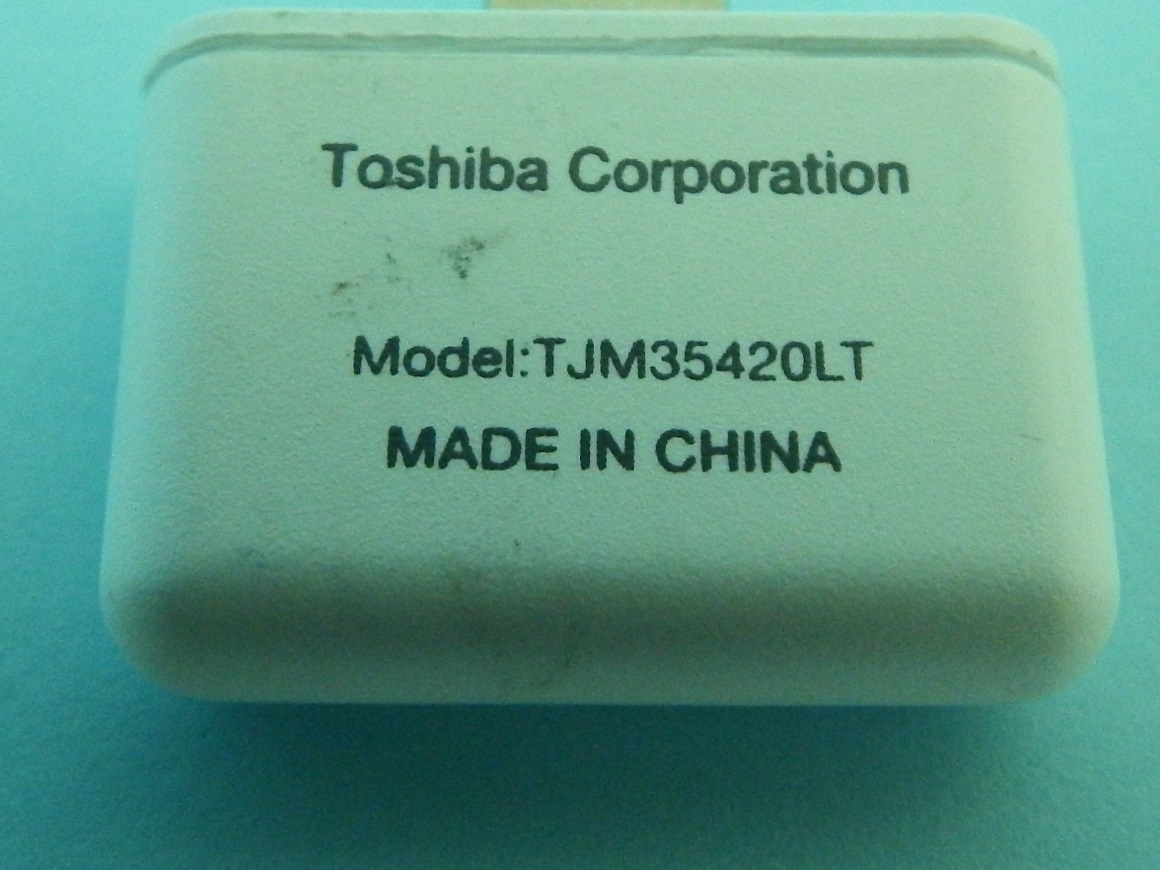 Toshiba Corporation
Model:TJM35420LT
MADE IN CHINA